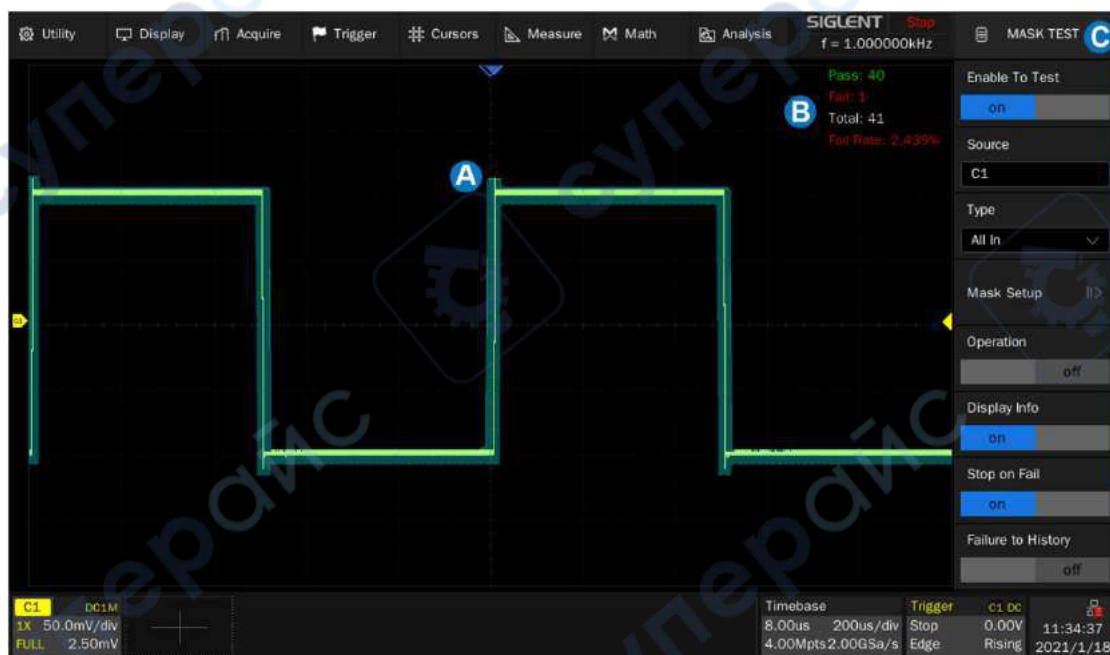 Utility Display Acquire Trigger Cursors Measure Math Analysis
SIGLENT Stop
f = 1.000000kHz
MASK TEST C
Pass: 40
Fail: 1
B
Total: 41
Fail Rate: 2.439%
A
Enable To Test
on
Source
C1
Type
All In
Mask Setup
Operation
off
Display Info
on
Stop on Fail
on
Failure to History
off
C1 DC1M
1X 50.0mV/div
FULL 2.50mV
Timebase
8.00us 200us/div
4.00Mpts 2.00GSa/s
Trigger C1 DC
Stop 0.00V
Edge Rising
11:34:37
2021/1/18
суперайс
суперайс
суперайс